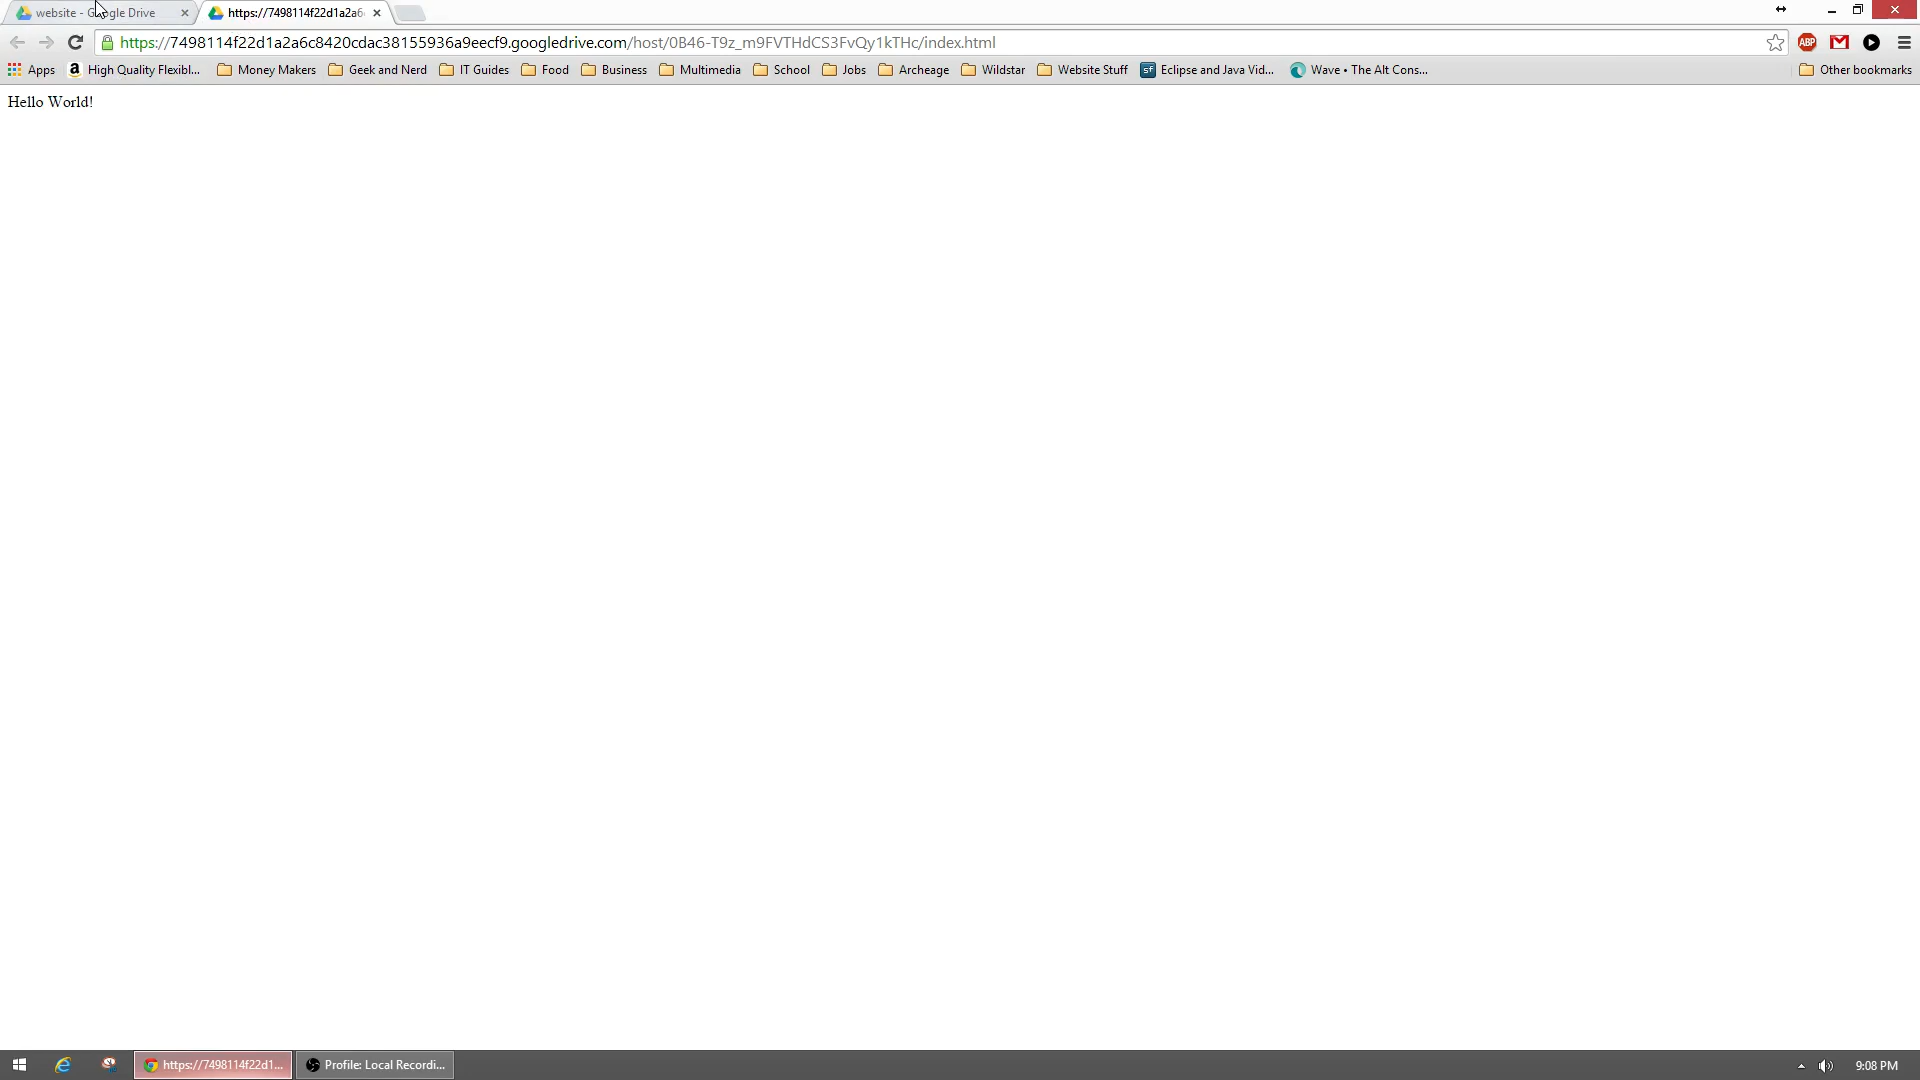 website - Google Drive
https://7498114f22d1a2a6
https://7498114f22d1a2a6c8420cdac38155936a9eecf9.googledrive.com/host/0B46-T9z_m9FVTHdCS3FvQy1kTHc/index.html
ABP
Apps
a High Quality Flexibl...
Money Makers
Geek and Nerd
IT Guides
Food
Business
Multimedia
School
Jobs
Archeage
Wildstar
Website Stuff
sf Eclipse and Java Vid...
Wave • The Alt Cons...
Other bookmarks
Hello World!
https://7498114f22d1...
Profile: Local Recordi...
9:08 PM